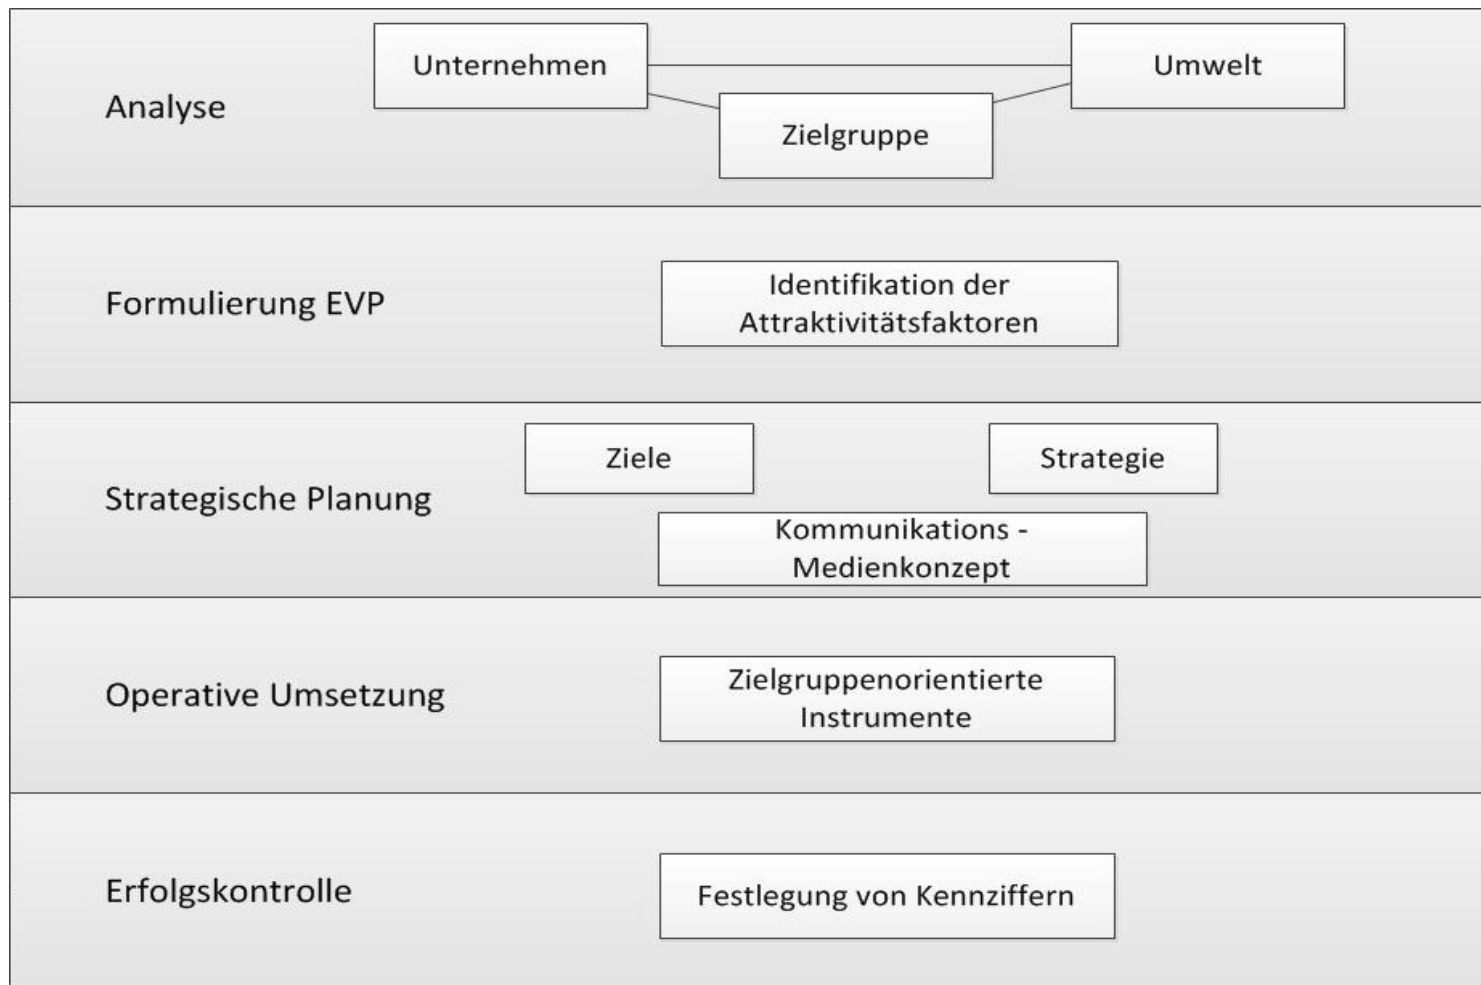 Analyse
Unternehmen
Umwelt
Zielgruppe
Formulierung EVP
Identifikation der
Attraktivitätsfaktoren
Strategische Planung
Ziele
Strategie
Kommunikations -
Medienkonzept
Operative Umsetzung
Zielgruppenorientierte
Instrumente
Erfolgskontrolle
Festlegung von Kennziffern